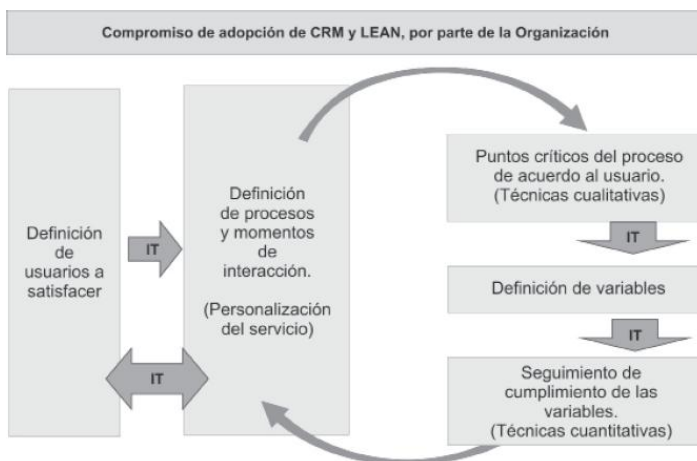 Compromiso de adopción de CRM y LEAN, por parte de la Organización
Definición
de
usuarios a
satisfacer
IT
IT
Definición
de procesos
y momentos
de
interacción.
(Personalización
del servicio)
Puntos críticos del proceso
de acuerdo al usuario.
(Técnicas cualitativas)
IT
Definición de variables
IT
Seguimiento de
cumplimiento de las
variables.
(Técnicas cuantitativas)